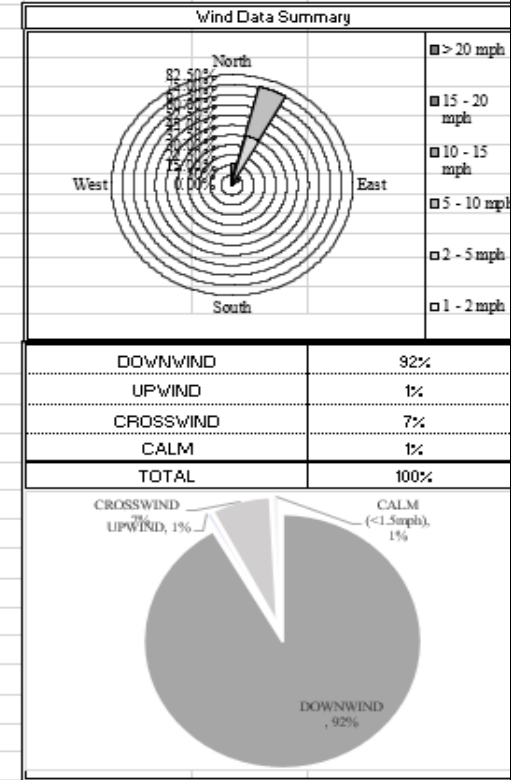 Wind Data Summary
North
82.50%
0.00%
West
East
South
> 20 mph
15 - 20
mph
10 - 15
mph
5 - 10 mph
2 - 5 mph
1 - 2 mph
DOWNWIND 92%
UPWIND 1%
CROSSWIND 7%
CALM 1%
TOTAL 100%
CROSSWIND
7%
UPWIND, 1%
CALM
(<1.5mph),
1%
DOWNWIND
, 92%